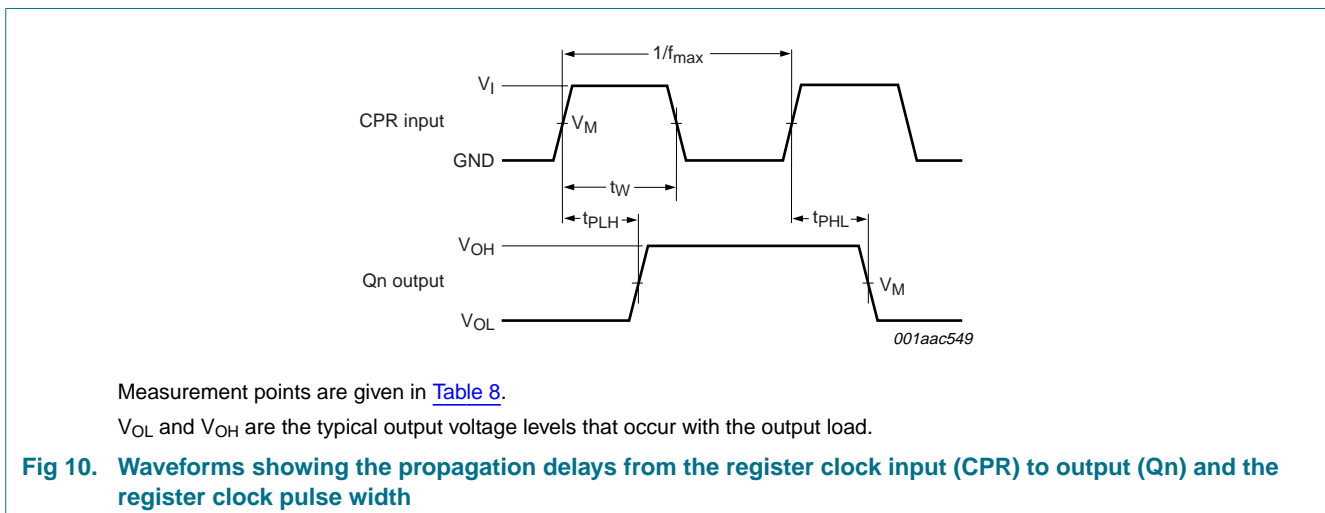 1/fmax
VI
CPR input
VM
GND
tW
tPLH
tPHL
VOH
Qn output
VM
VOL
001aac549
Measurement points are given in Table 8.
VOL and VOH are the typical output voltage levels that occur with the output load.
Fig 10. Waveforms showing the propagation delays from the register clock input (CPR) to output (Qn) and the
register clock pulse width